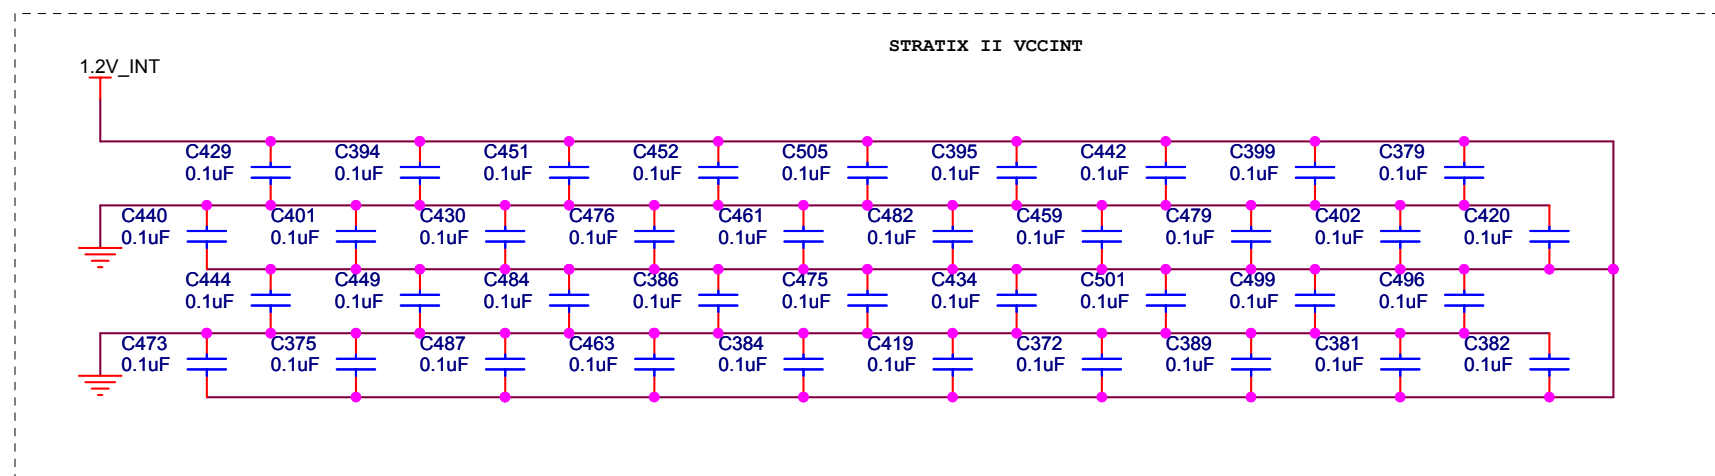 STRATIX II VCCINT
1.2V_INT
C429 C394 C451 C452 C505 C395 C442 C399 C379
0.1uF 0.1uF 0.1uF 0.1uF 0.1uF 0.1uF 0.1uF 0.1uF 0.1uF
C440 C401 C430 C476 C461 C482 C459 C479 C402 C420
0.1uF 0.1uF 0.1uF 0.1uF 0.1uF 0.1uF 0.1uF 0.1uF 0.1uF 0.1uF
C444 C449 C484 C386 C475 C434 C501 C499 C496
0.1uF 0.1uF 0.1uF 0.1uF 0.1uF 0.1uF 0.1uF 0.1uF 0.1uF
C473 C375 C487 C463 C384 C419 C372 C389 C381 C382
0.1uF 0.1uF 0.1uF 0.1uF 0.1uF 0.1uF 0.1uF 0.1uF 0.1uF 0.1uF